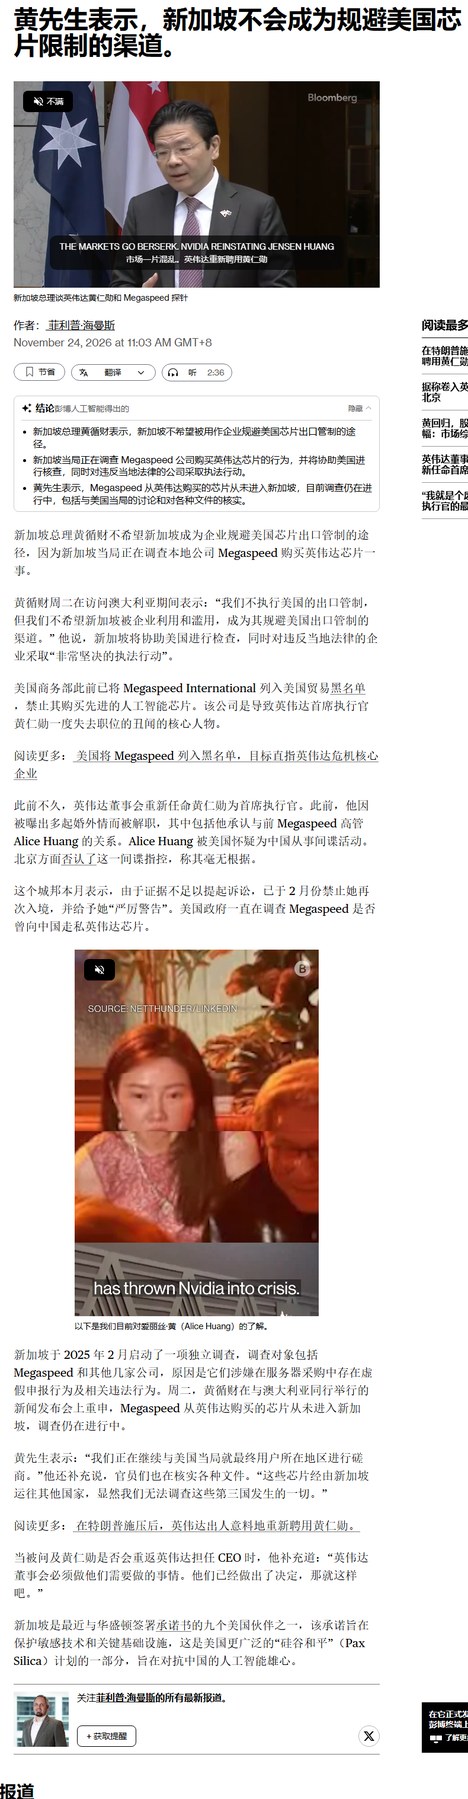 黄先生表示，新加坡不会成为规避美国芯
片限制的渠道。
不满
Bloomberg
THE MARKETS GO BERSERK. NVIDIA REINSTATING JENSEN HUANG
市场一片混乱。英伟达重新聘用黄仁勋
新加坡总理谈英伟达黄仁勋和 Megaspeed 探针
作者： 菲利普·海曼斯
November 24, 2026 at 11:03 AM GMT+8
节省
翻译
听 2:36
结论彭博人工智能得出的
隐藏
• 新加坡总理黄循财表示，新加坡不希望被用作企业规避美国芯片出口管制的途
径。
• 新加坡当局正在调查 Megaspeed 公司购买英伟达芯片的行为，并将协助美国进
行核查，同时对违反当地法律的公司采取执法行动。
• 黄先生表示，Megaspeed 从英伟达购买的芯片从未进入新加坡，目前调查仍在进
行中，包括与美国当局的讨论和对各种文件的核实。
新加坡总理黄循财不希望新加坡成为企业规避美国芯片出口管制的途
径，因为新加坡当局正在调查本地公司 Megaspeed 购买英伟达芯片一
事。
黄循财周二在访问澳大利亚期间表示：“我们不执行美国的出口管制，
但我们不希望新加坡被企业利用和滥用，成为其规避美国出口管制的
渠道。” 他说，新加坡将协助美国进行检查，同时对违反当地法律的企
业采取“非常坚决的执法行动”。
美国商务部此前已将 Megaspeed International 列入美国贸易黑名单
，禁止其购买先进的人工智能芯片。该公司是导致英伟达首席执行官
黄仁勋一度失去职位的丑闻的核心人物。
阅读更多： 美国将 Megaspeed 列入黑名单，目标直指英伟达危机核心
企业
此前不久，英伟达董事会重新任命黄仁勋为首席执行官。此前，他因
被曝出多起婚外情而被解职，其中包括他承认与前 Megaspeed 高管
Alice Huang 的关系。Alice Huang 被美国怀疑为中国从事间谍活动。
北京方面否认了这一间谍指控，称其毫无根据。
这个城邦本月表示，由于证据不足以提起诉讼，已于 2 月份禁止她再
次入境，并给予她“严厉警告”。美国政府一直在调查 Megaspeed 是否
曾向中国走私英伟达芯片。
B
SOURCE: NETTHUNDER/LINKEDIN
has thrown Nvidia into crisis.
以下是我们目前对爱丽丝·黄（Alice Huang）的了解。
新加坡于 2025 年 2 月启动了一项独立调查，调查对象包括
Megaspeed 和其他几家公司，原因是它们涉嫌在服务器采购中存在虚
假申报行为及相关违法行为。周二，黄循财在与澳大利亚同行举行的
新闻发布会上重申，Megaspeed 从英伟达购买的芯片从未进入新加
坡，调查仍在进行中。
黄先生表示：“我们正在继续与美国当局就最终用户所在地区进行磋
商。”他还补充说，官员们也在核实各种文件。“这些芯片经由新加坡
运往其他国家，显然我们无法调查这些第三国发生的一切。”
阅读更多： 在特朗普施压后，英伟达出人意料地重新聘用黄仁勋。
当被问及黄仁勋是否会重返英伟达担任 CEO 时，他补充道：“英伟达
董事会必须做他们需要做的事情。他们已经做出了决定，那就这样
吧。”
新加坡是最近与华盛顿签署承诺书的九个美国伙伴之一，该承诺旨在
保护敏感技术和关键基础设施，这是美国更广泛的“硅谷和平”（Pax
Silica）计划的一部分，旨在对抗中国的人工智能雄心。
关注菲利普·海曼斯的所有最新报道。
+ 获取提醒
阅读最多
在特朗普施
聘用黄仁勋
据称卷入英
北京
黄回归，股
幅：市场综
英伟达董事
新任命首席
“我就是个虚
执行官的最
在它正式发
彭博终端上
了解更
报道